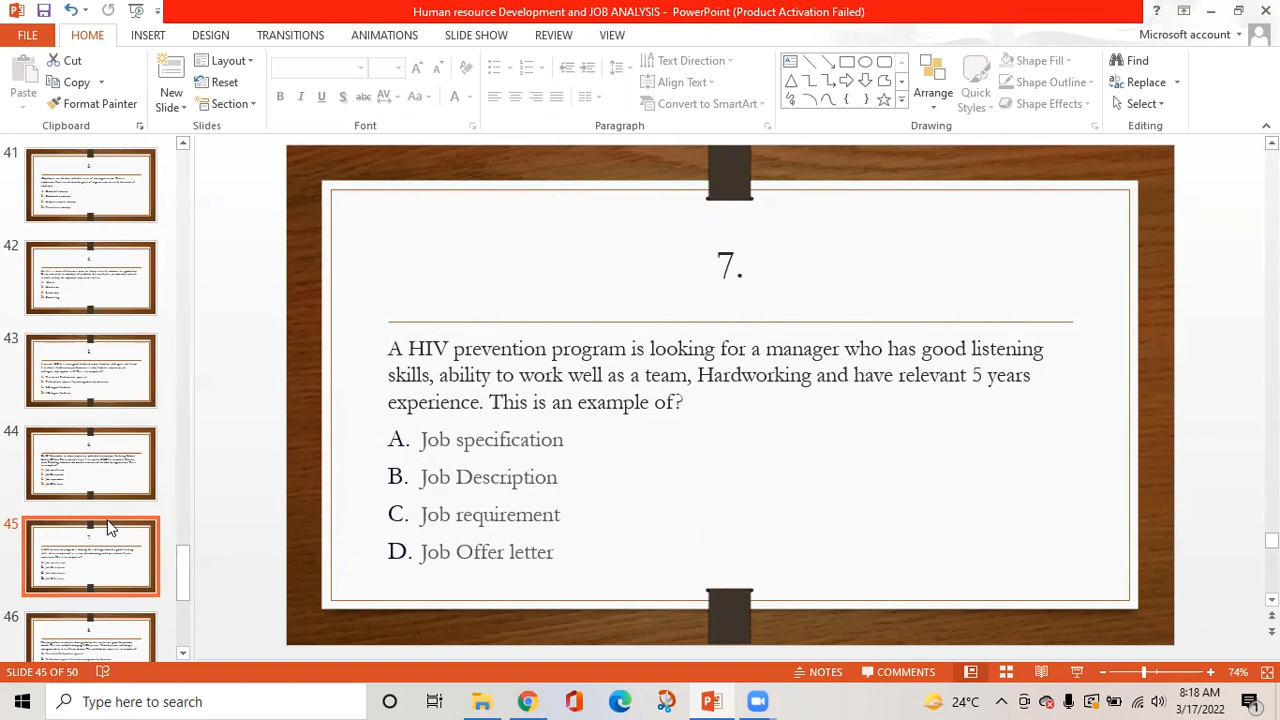 Human resource Development and JOB ANALYSIS - PowerPoint (Product Activation Failed)
FILE HOME INSERT DESIGN TRANSITIONS ANIMATIONS SLIDE SHOW REVIEW VIEW Microsoft account
Paste
Cut
Copy
Format Painter
Clipboard
New
Slide
Layout
Reset
Section
Slides
Font
Text Direction
Align Text
Convert to SmartArt
Paragraph
Arrange
Quick
Styles
Shape Fill
Shape Outline
Shape Effects
Drawing
Find
Replace
Select
Editing
41
42
43
44
45
46
7.
A HIV prevention program is looking for a manager who has good listening
skills, ability to work well as a team, Hardworking and have relevant 5 years
experience. This is an example of?
A. Job specification
B. Job Description
C. Job requirement
D. Job Offer letter
SLIDE 45 OF 50
NOTES COMMENTS 74%
Type here to search
24°C
8:18 AM
3/17/2022